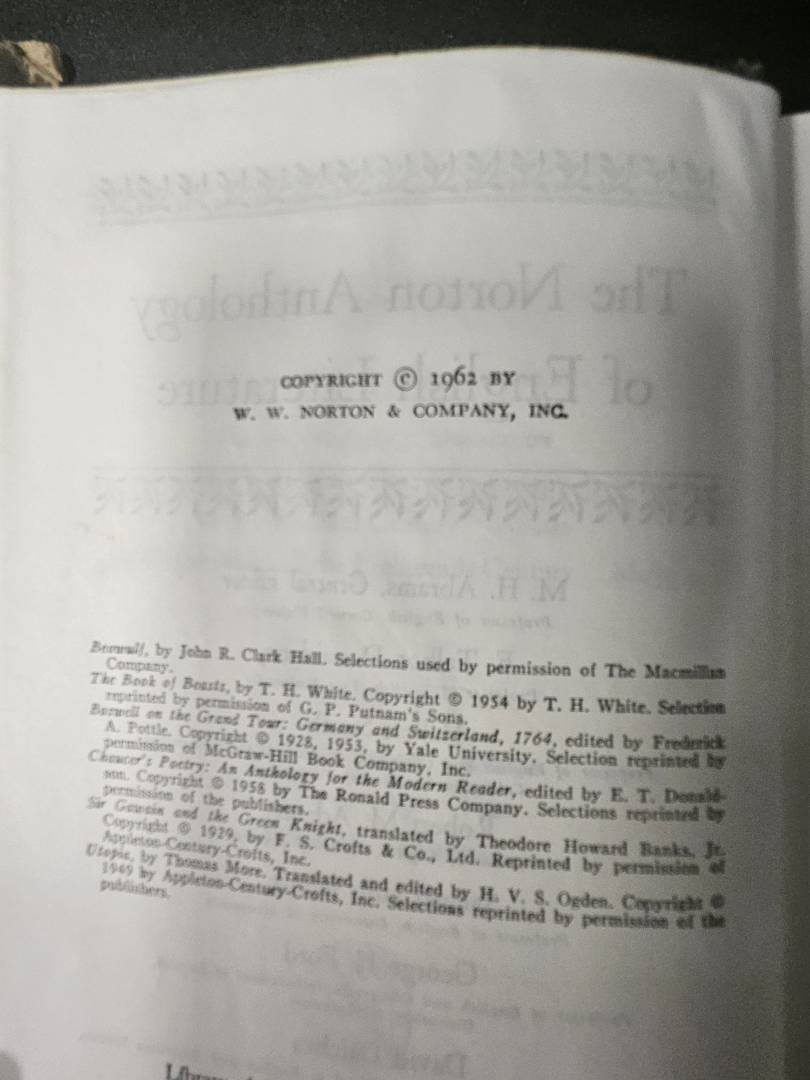 COPYRIGHT © 1962 BY
W. W. NORTON & COMPANY, INC.
Beowulf, by John R. Clark Hall. Selections used by permission of The Macmillan
Company.
The Book of Beasts, by T. H. White. Copyright © 1954 by T. H. White. Selection
reprinted by permission of G. P. Putnam's Sons.
Boswell on the Grand Tour: Germany and Switzerland, 1764, edited by Frederick
A. Pottle. Copyright © 1928, 1953, by Yale University. Selection reprinted by
permission of McGraw-Hill Book Company, Inc.
Chaucer's Poetry: An Anthology for the Modern Reader, edited by E. T. Donald-
son. Copyright © 1958 by The Ronald Press Company. Selections reprinted by
permission of the publishers.
Sir Gawain and the Green Knight, translated by Theodore Howard Banks, Jr.
Copyright © 1929, by F. S. Crofts & Co., Ltd. Reprinted by permission of
Appleton-Century-Crofts, Inc.
Utopia, by Thomas More. Translated and edited by H. V. S. Ogden. Copyright ©
1949 by Appleton-Century-Crofts, Inc. Selections reprinted by permission of the
publishers.